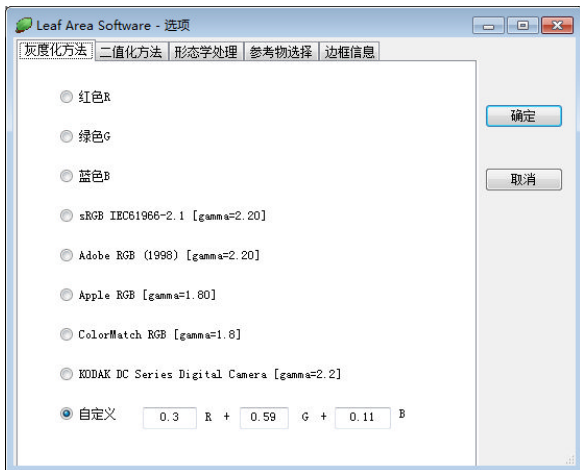 Leaf Area Software - 选项
灰度化方法 二值化方法 形态学处理 参考物选择 边框信息
红色R
确定
绿色G
蓝色B
取消
sRGB IEC61966-2.1 [gamma=2.20]
Adobe RGB (1998) [gamma=2.20]
Apple RGB [gamma=1.80]
ColorMatch RGB [gamma=1.8]
KODAK DC Series Digital Camera [gamma=2.2]
自定义 0.3 R + 0.59 G + 0.11 B